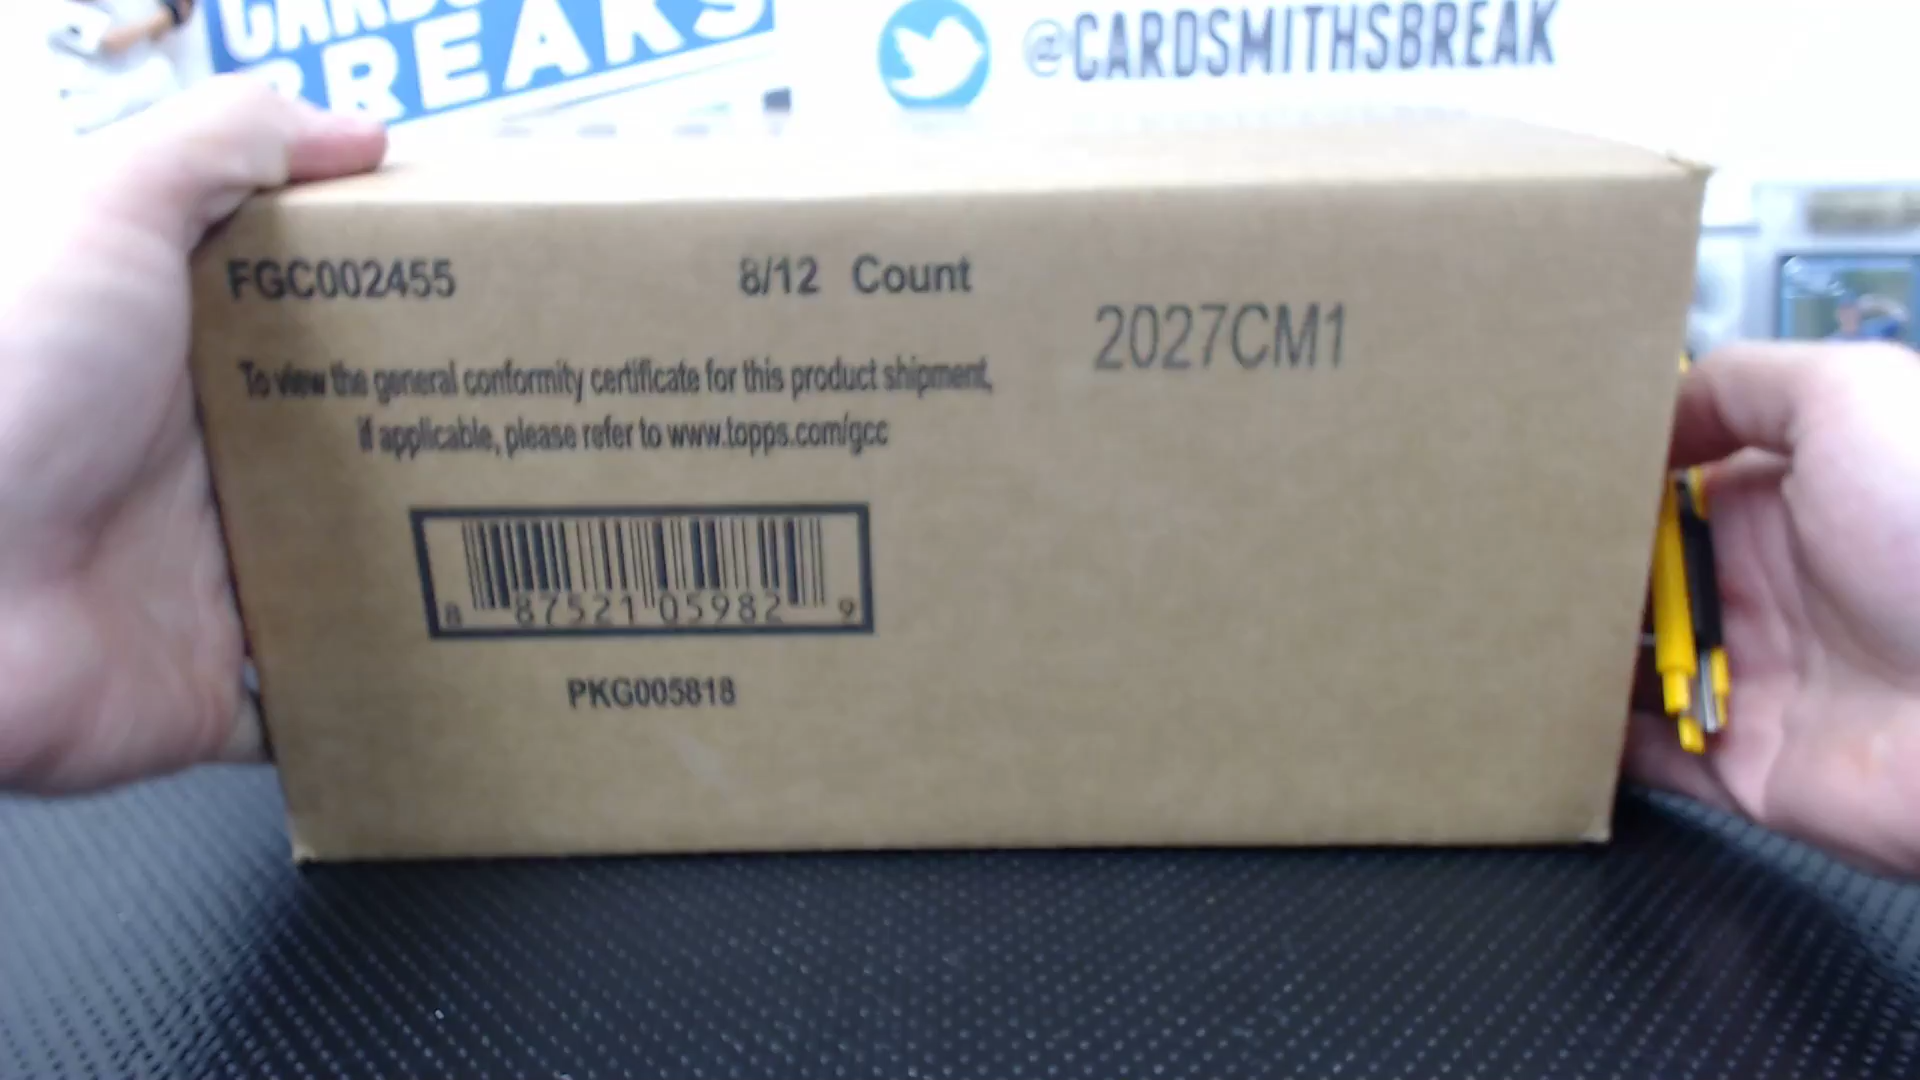 CARDS
BREAKS
@CARDSMITHSBREAK
FGC002455 8/12 Count
2027CM1
To view the general conformity certificate for this product shipment,
if applicable, please refer to www.topps.com/gcc
8 87521 05982 9
PKG005818